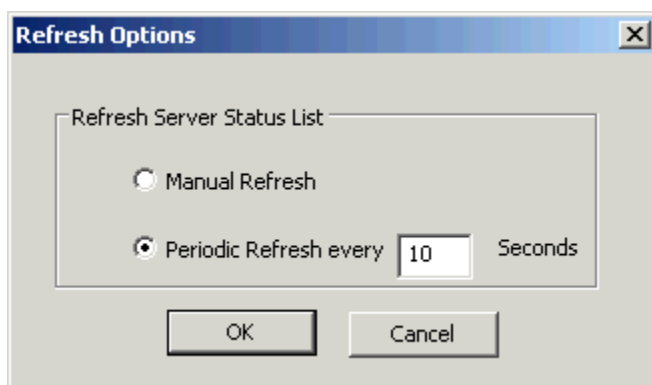 Refresh Options
Refresh Server Status List
Manual Refresh
Periodic Refresh every 10 Seconds
OK Cancel